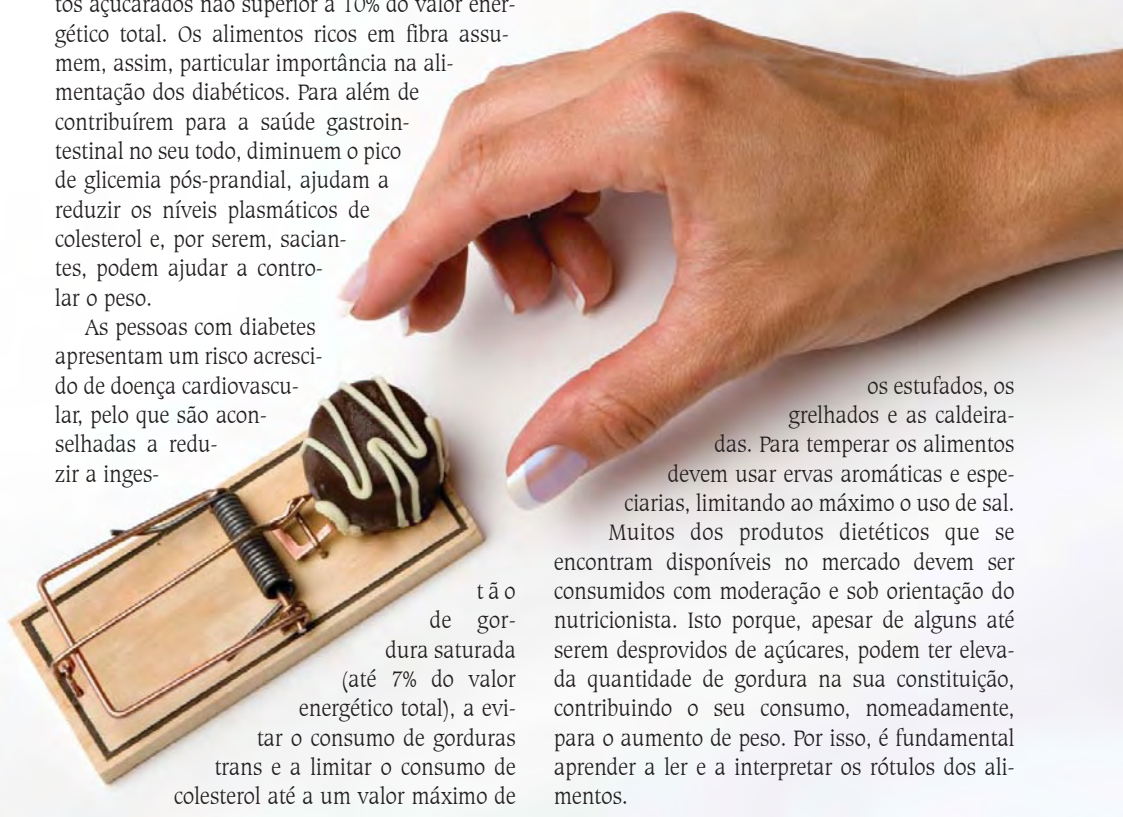 tos açucarados não superior a 10% do valor ener-
gético total. Os alimentos ricos em fibra assu-
mem, assim, particular importância na ali-
mentação dos diabéticos. Para além de
contribuírem para a saúde gastroin-
testinal no seu todo, diminuem o pico
de glicemia pós-prandial, ajudam a
reduzir os níveis plasmáticos de
colesterol e, por serem, sacian-
tes, podem ajudar a contro-
lar o peso.
As pessoas com diabetes
apresentam um risco acresci-
do de doença cardiovascu-
lar, pelo que são acon-
selhadas a redu-
zir a inges-
tão
de gor-
dura saturada
(até 7% do valor
energético total), a evi-
tar o consumo de gorduras
trans e a limitar o consumo de
colesterol até a um valor máximo de
os estufados, os
grelhados e as caldeira-
das. Para temperar os alimentos
devem usar ervas aromáticas e espe-
ciarias, limitando ao máximo o uso de sal.
Muitos dos produtos dietéticos que se
encontram disponíveis no mercado devem ser
consumidos com moderação e sob orientação do
nutricionista. Isto porque, apesar de alguns até
serem desprovidos de açúcares, podem ter eleva-
da quantidade de gordura na sua constituição,
contribuindo o seu consumo, nomeadamente,
para o aumento de peso. Por isso, é fundamental
aprender a ler e a interpretar os rótulos dos ali-
mentos.